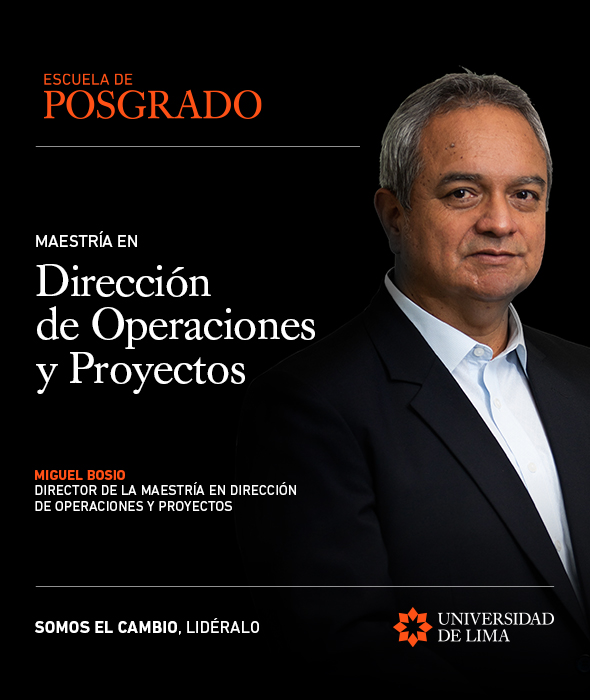 ESCUELA DE
POSGRADO
MAESTRÍA EN
Dirección
de Operaciones
y Proyectos
MIGUEL BOSIO
DIRECTOR DE LA MAESTRÍA EN DIRECCIÓN
DE OPERACIONES Y PROYECTOS
SOMOS EL CAMBIO, LIDÉRALO
UNIVERSIDAD
DE LIMA